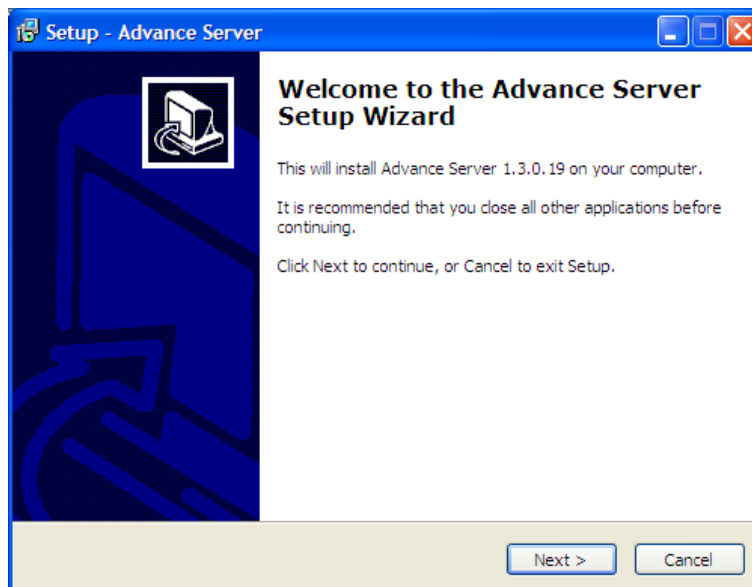 Setup - Advance Server
Welcome to the Advance Server
Setup Wizard
This will install Advance Server 1.3.0.19 on your computer.
It is recommended that you close all other applications before
continuing.
Click Next to continue, or Cancel to exit Setup.
Next >
Cancel